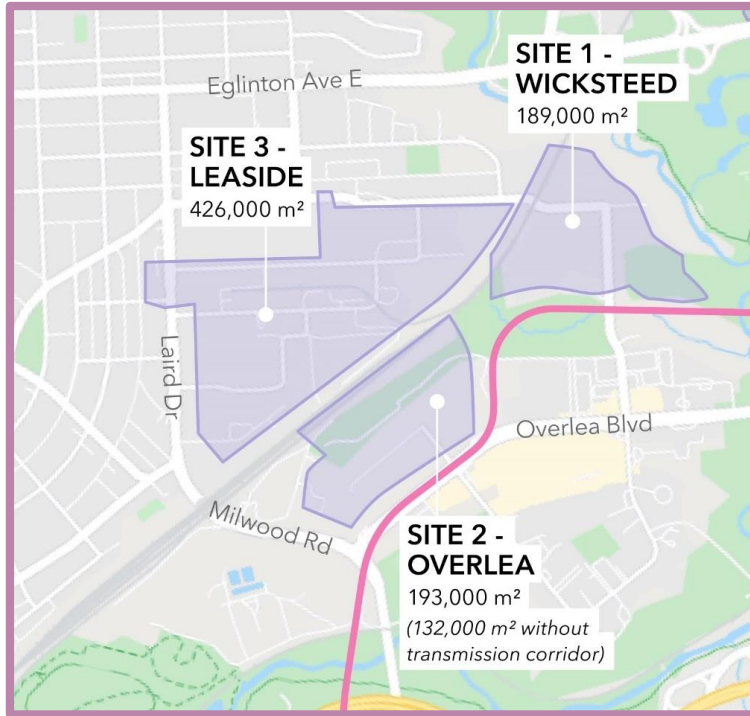 SITE 1 -
WICKSTEED
189,000 m²
Eglinton Ave E
SITE 3 -
LEASIDE
426,000 m²
Laird Dr
Overlea Blvd
Milwood Rd
SITE 2 -
OVERLEA
193,000 m²
(132,000 m² without
transmission corridor)